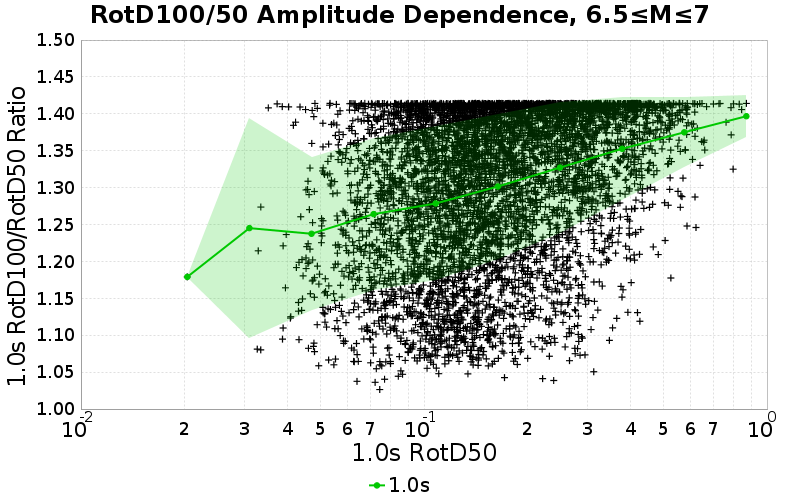 RotD100/50 Amplitude Dependence, 6.5≤M≤7
1.0s RotD100/RotD50 Ratio
1.50
1.45
1.40
1.35
1.30
1.25
1.20
1.15
1.10
1.05
1.00
10-2 2 3 4 5 6 7 10-1 2 3 4 5 6 7 100
1.0s RotD50
1.0s